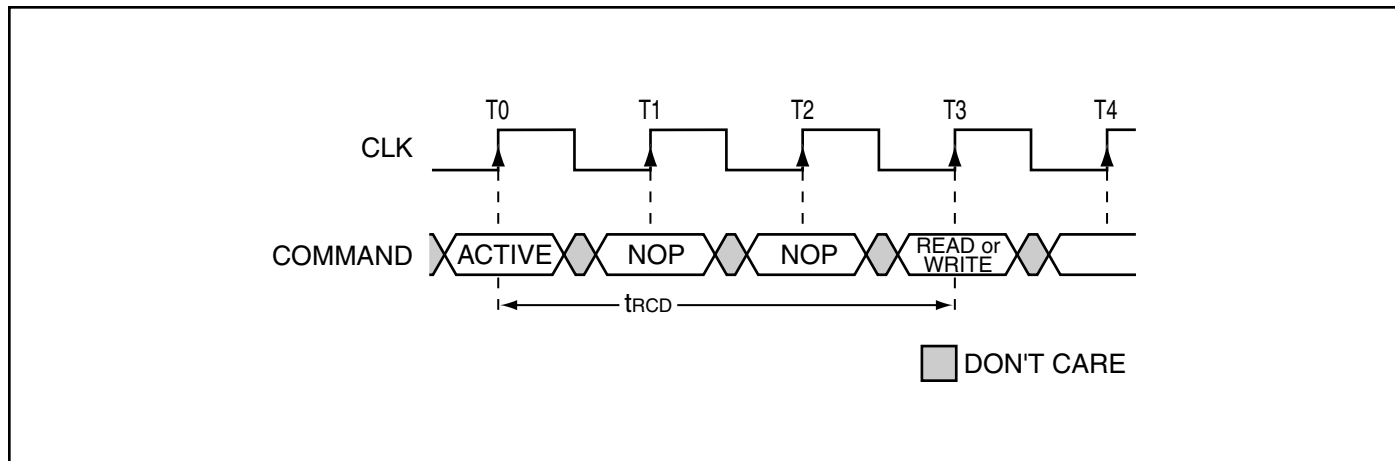 T0 T1 T2 T3 T4
CLK
COMMAND ACTIVE NOP NOP READ or
WRITE
tRCD
DON'T CARE